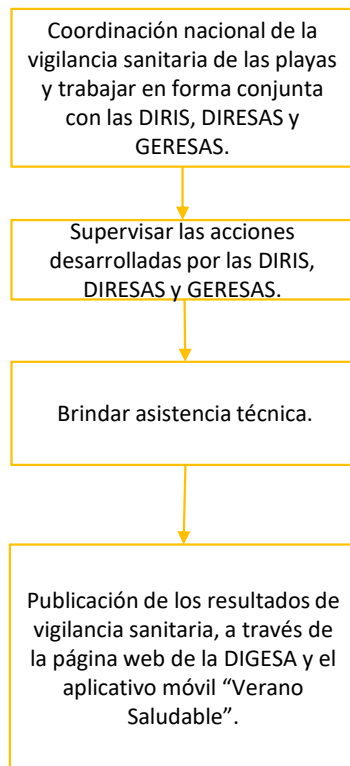 Coordinación nacional de la
vigilancia sanitaria de las playas
y trabajar en forma conjunta
con las DIRIS, DIRESAS y
GERESAS.
Supervisar las acciones
desarrolladas por las DIRIS,
DIRESAS y GERESAS.
Brindar asistencia técnica.
Publicación de los resultados de
vigilancia sanitaria, a través de
la página web de la DIGESA y el
aplicativo móvil “Verano
Saludable”.